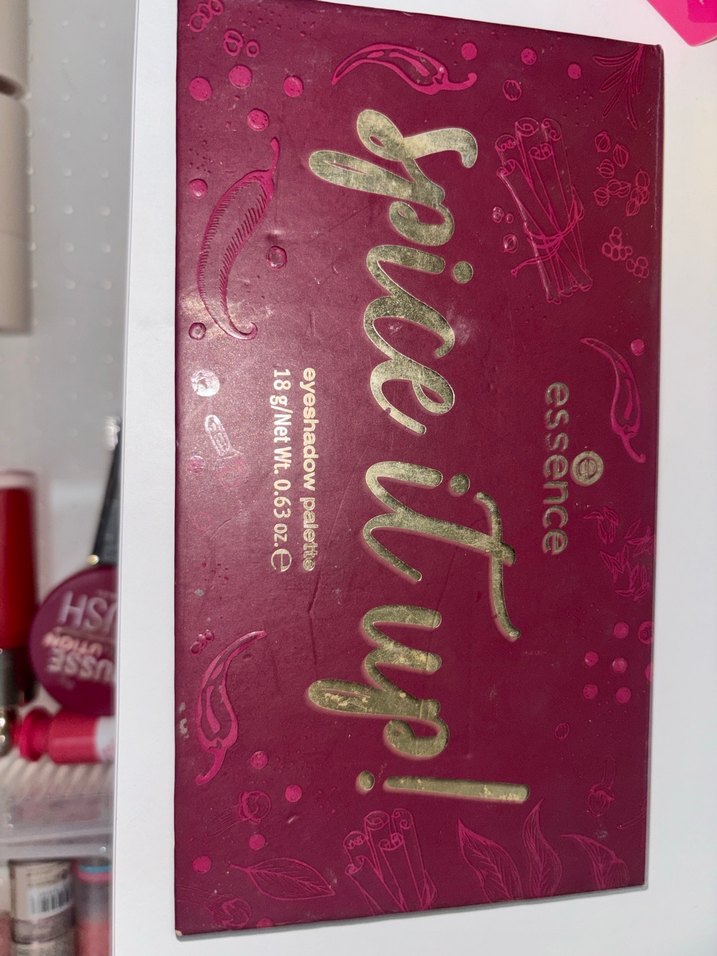 essence
spice it up!
eyeshadow palette
18 g/Net Wt. 0.63 oz. ℮